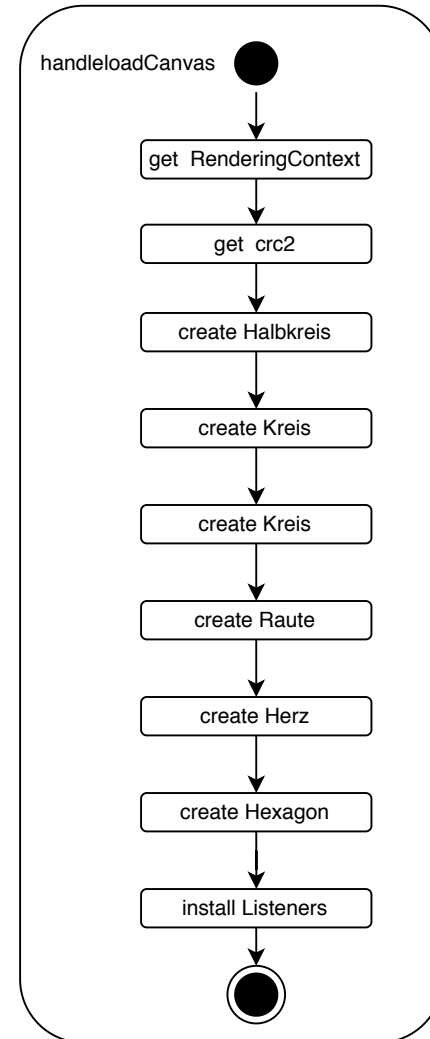 handleloadCanvas
get RenderingContext
get crc2
create Halbkreis
create Kreis
create Kreis
create Raute
create Herz
create Hexagon
install Listeners